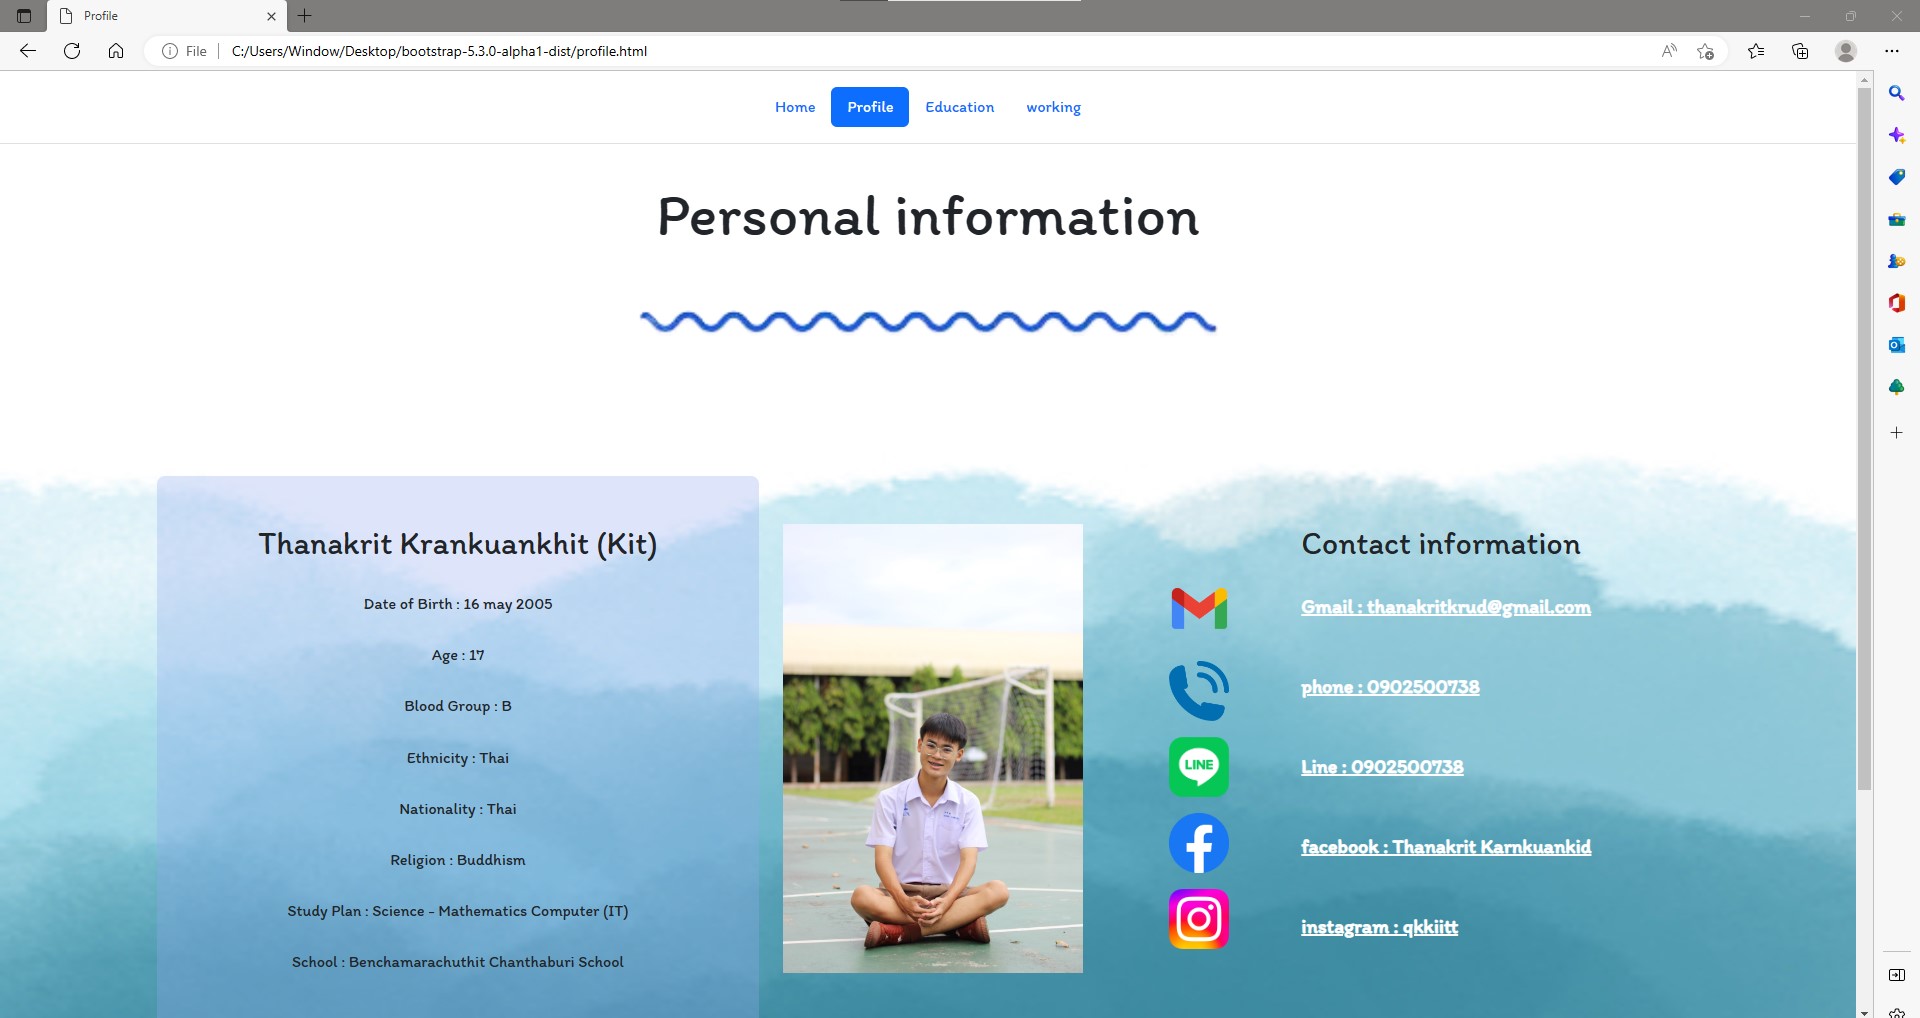 Profile
File
C:/Users/Window/Desktop/bootstrap-5.3.0-alpha1-dist/profile.html
Home Profile Education working
Personal information
Thanakrit Krankuankhit (Kit)
Date of Birth : 16 may 2005
Age : 17
Blood Group : B
Ethnicity : Thai
Nationality : Thai
Religion : Buddhism
Study Plan : Science - Mathematics Computer (IT)
School : Benchamarachuthit Chanthaburi School
Contact information
Gmail : thanakritkrud@gmail.com
phone : 0902500738
LINE
Line : 0902500738
facebook : Thanakrit Karnkuankid
instagram : qkkiitt